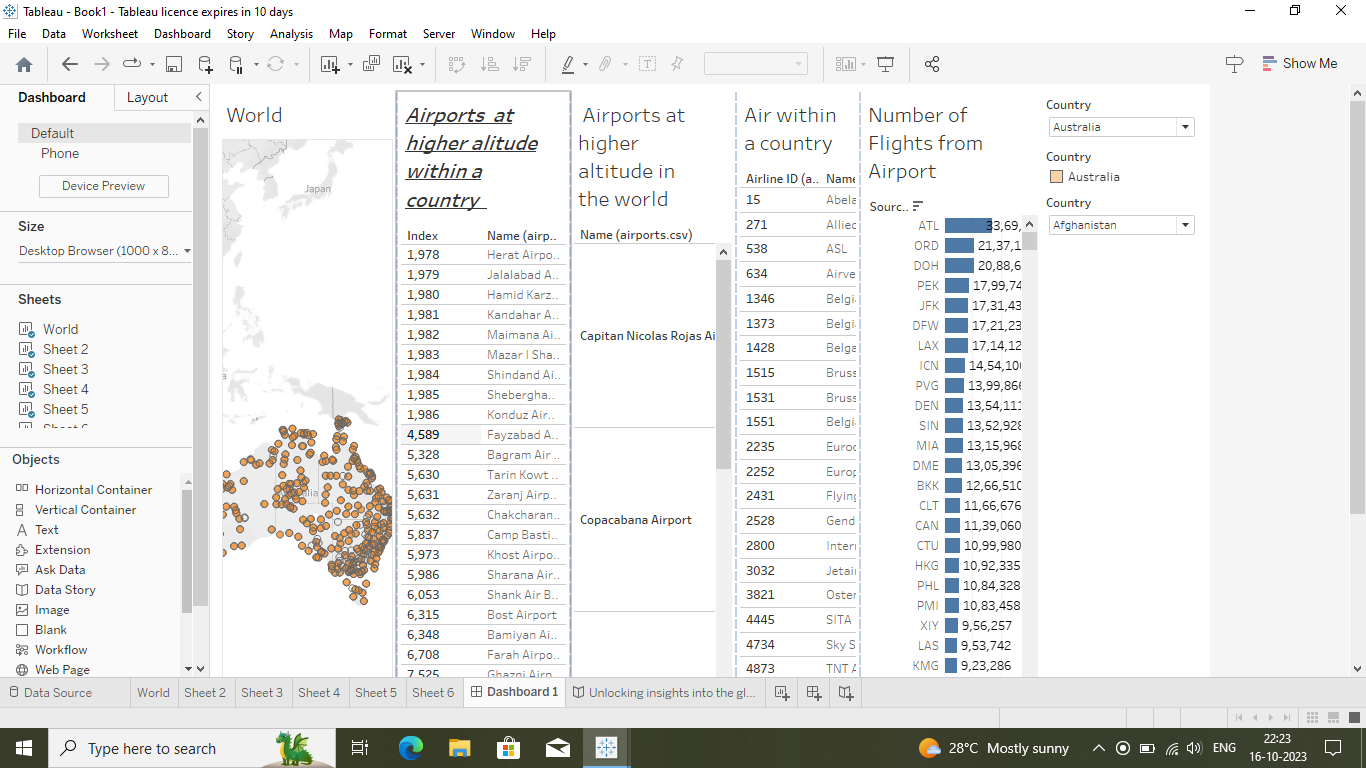 Tableau - Book1 - Tableau licence expires in 10 days
File Data Worksheet Dashboard Story Analysis Map Format Server Window Help
Show Me
Dashboard Layout
Default
Phone
Device Preview
Size
Desktop Browser (1000 x 8...
Sheets
World
Sheet 2
Sheet 3
Sheet 4
Sheet 5
Objects
Horizontal Container
Vertical Container
Text
Extension
Ask Data
Data Story
Image
Blank
Workflow
Web Page
World
Japan
Airports at
higher alitude
within a
country
Index Name (airp..
1,978 Herat Airpo..
1,979 Jalalabad A..
1,980 Hamid Karz..
1,981 Kandahar A..
1,982 Maimana Ai..
1,983 Mazar I Sha..
1,984 Shindand Ai..
1,985 Shebergha..
1,986 Konduz Air..
4,589 Fayzabad A..
5,328 Bagram Air ..
5,630 Tarin Kowt ..
5,631 Zaranj Airp..
5,632 Chakcharan..
5,837 Camp Basti..
5,973 Khost Airpo..
5,986 Sharana Air..
6,053 Shank Air B..
6,315 Bost Airport
6,348 Bamiyan Ai..
6,708 Farah Airpo..
7,525 Ghazni Airp..
Airports at
higher
altitude in
the world
Name (airports.csv)
Capitan Nicolas Rojas Ai
Copacabana Airport
Air within
a country
Airline ID (a.. Name
15 Abela
271 Allied
538 ASL
634 Airve
1346 Belgi
1373 Belgi
1428 Belga
1515 Bruss
1531 Bruss
1551 Belgi
2235 Euroc
2252 Europ
2431 Flying
2528 Gend
2800 Inter
3032 Jetair
3821 Oster
4445 SITA
4734 Sky S
4873 TNT A
Number of
Flights from
Airport
Sourc..
ATL 33,69,
ORD 21,37,1
DOH 20,88,6
PEK 17,99,74
JFK 17,31,43
DFW 17,21,23
LAX 17,14,12
ICN 14,54,10
PVG 13,99,866
DEN 13,54,111
SIN 13,52,928
MIA 13,15,968
DME 13,05,396
BKK 12,66,510
CLT 11,66,676
CAN 11,39,060
CTU 10,99,980
HKG 10,92,335
PHL 10,84,328
PMI 10,83,458
XIY 9,56,257
LAS 9,53,742
KMG 9,23,286
Country
Australia
Country
Australia
Country
Afghanistan
Data Source World Sheet 2 Sheet 3 Sheet 4 Sheet 5 Sheet 6 Dashboard 1 Unlocking insights into the gl...
Type here to search
28°C Mostly sunny
ENG
22:23
16-10-2023